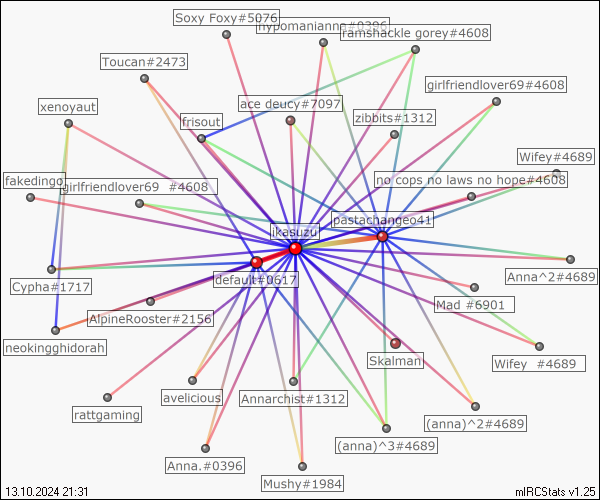 Soxy Foxy#5076
hypomanianna#0396
ramshackle gorey#4608
Toucan#2473
girlfriendlover69#4608
xenoyaut
ace deucy#7097
frisout
zibbits#1312
Wifey#4689
fakedingo
girlfriendlover69 #4608
no cops no laws no hope#4608
ikasuzu
pastachangeo41
Cypha#1717
default#0617
Anna^2#4689
AlpineRooster#2156
Mad #6901
neokingghidorah
Skalman
Wifey #4689
rattgaming
avelicious
Annarchist#1312
(anna)^2#4689
(anna)^3#4689
Anna.#0396
Mushy#1984
13.10.2024 21:31
mIRCStats v1.25